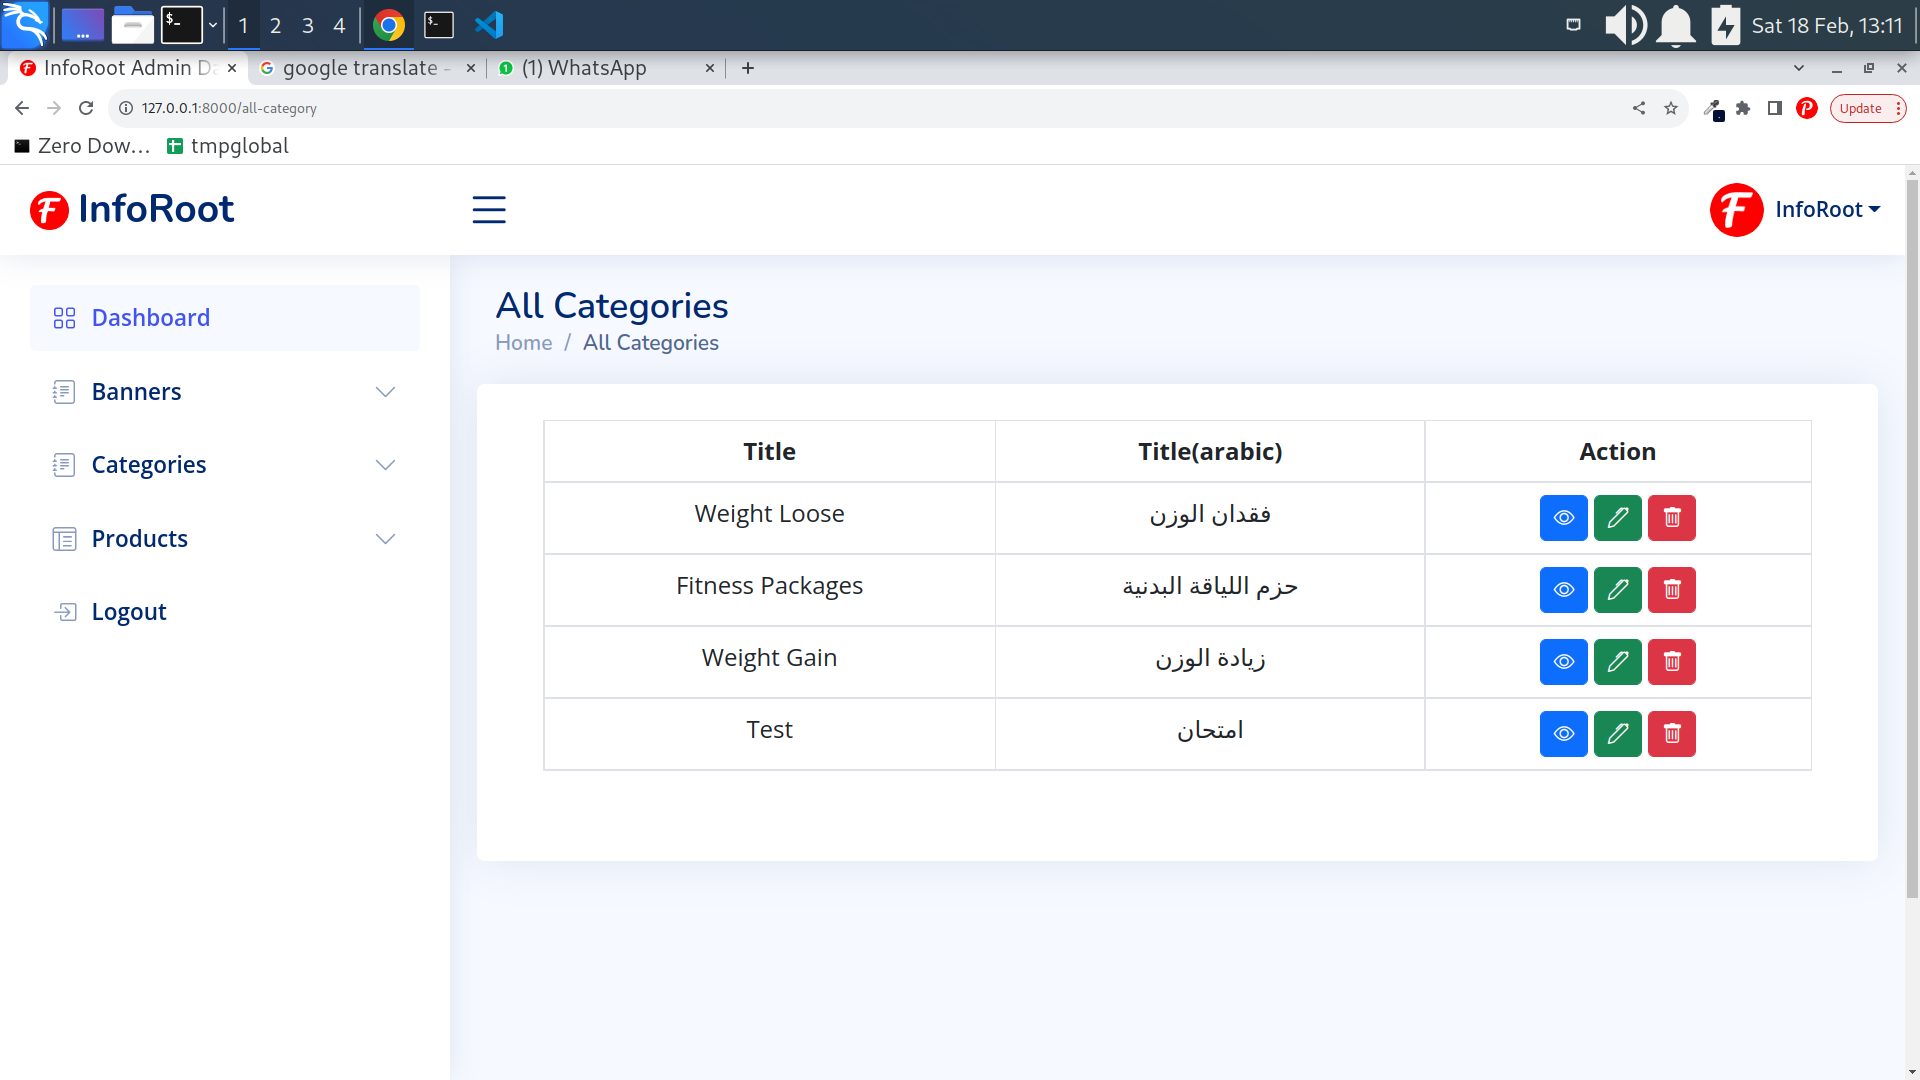 1 2 3 4
Sat 18 Feb, 13:11
InfoRoot Admin Da
google translate -
(1) WhatsApp
127.0.0.1:8000/all-category
Update
Zero Dow...
tmpglobal
InfoRoot
InfoRoot
Dashboard
Banners
Categories
Products
Logout
All Categories
Home / All Categories
Title Title(arabic) Action
Weight Loose فقدان الوزن
Fitness Packages حزم اللياقة البدنية
Weight Gain زيادة الوزن
Test امتحان